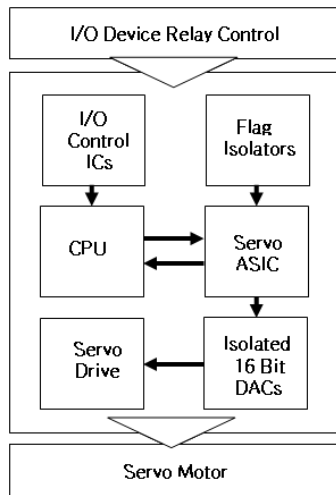 I/O Device Relay Control
I/O
Control
ICs
Flag
Isolators
CPU
Servo
ASIC
Servo
Drive
Isolated
16 Bit
DACs
Servo Motor